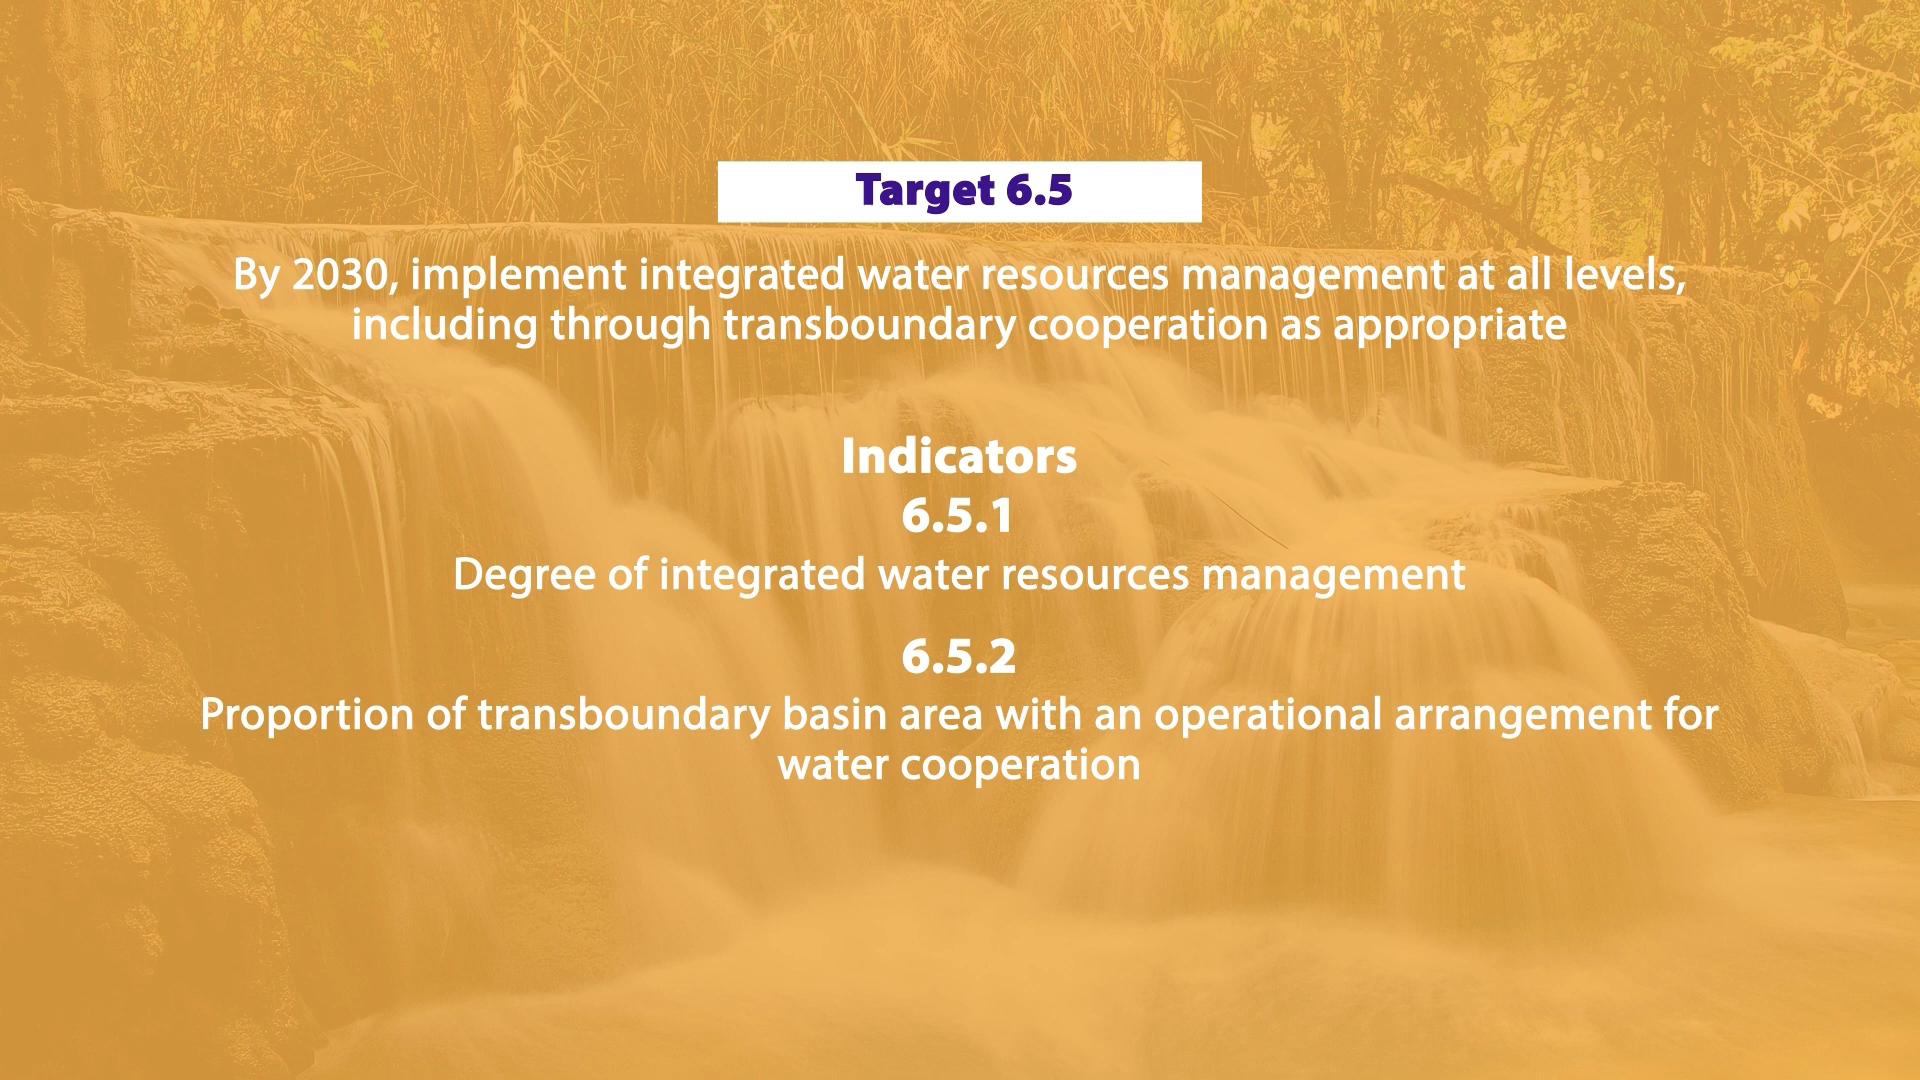 Target 6.5
By 2030, implement integrated water resources management at all levels,
including through transboundary cooperation as appropriate
Indicators
6.5.1
Degree of integrated water resources management
6.5.2
Proportion of transboundary basin area with an operational arrangement for
water cooperation